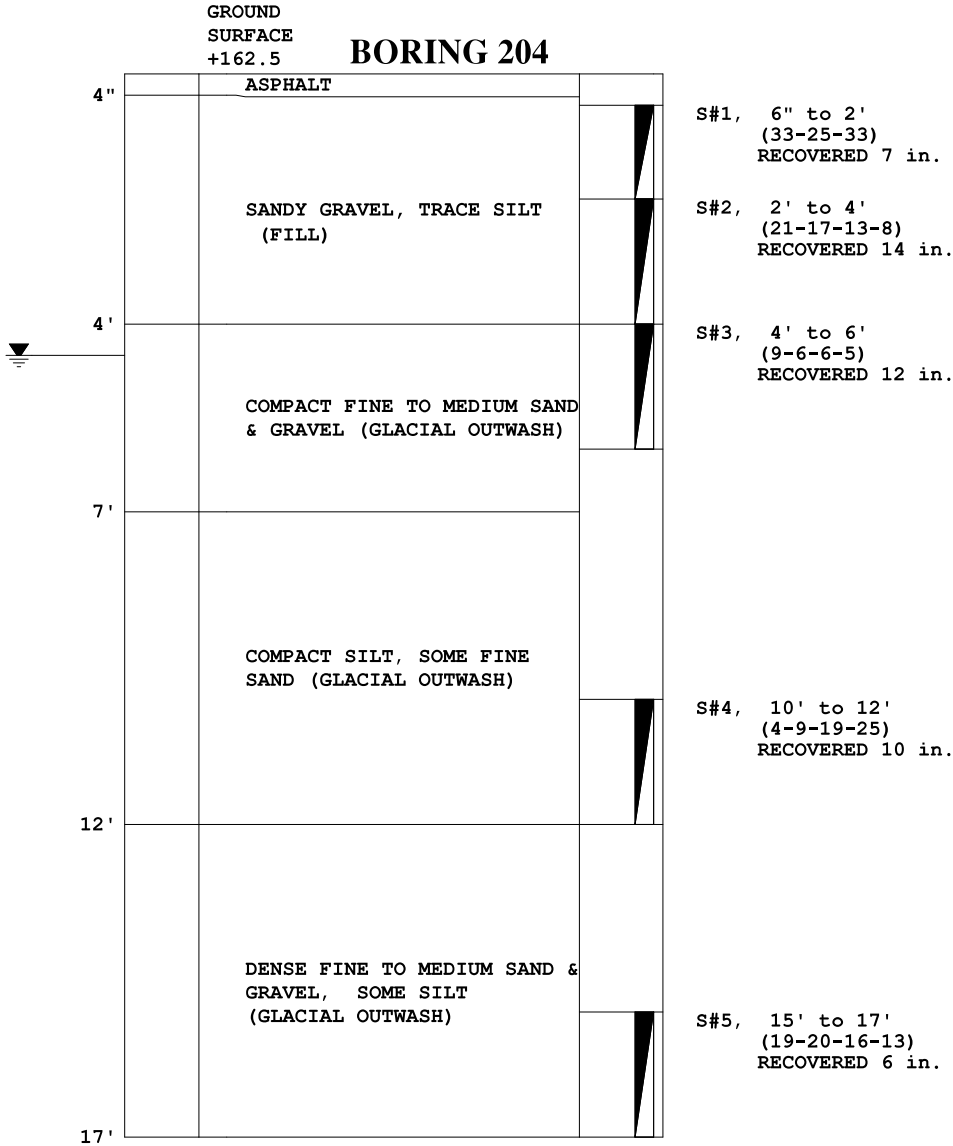 GROUND
SURFACE
+162.5
BORING 204
ASPHALT
4"
S#1, 6" to 2'
(33-25-33)
RECOVERED 7 in.
SANDY GRAVEL, TRACE SILT
(FILL)
S#2, 2' to 4'
(21-17-13-8)
RECOVERED 14 in.
4'
S#3, 4' to 6'
(9-6-6-5)
RECOVERED 12 in.
COMPACT FINE TO MEDIUM SAND
& GRAVEL (GLACIAL OUTWASH)
7'
COMPACT SILT, SOME FINE
SAND (GLACIAL OUTWASH)
S#4, 10' to 12'
(4-9-19-25)
RECOVERED 10 in.
12'
DENSE FINE TO MEDIUM SAND &
GRAVEL, SOME SILT
(GLACIAL OUTWASH)
S#5, 15' to 17'
(19-20-16-13)
RECOVERED 6 in.
17'